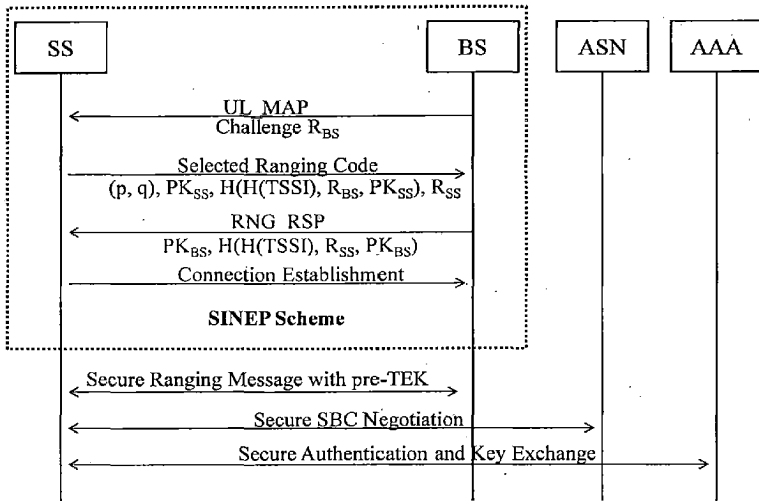 SS BS ASN AAA
UL_MAP
Challenge R_BS
Selected Ranging Code
(p, q), PK_SS, H(H(TSSI), R_BS, PK_SS), R_SS
RNG_RSP
PK_BS, H(H(TSSI), R_SS, PK_BS)
Connection Establishment
SINEP Scheme
Secure Ranging Message with pre-TEK
Secure SBC Negotiation
Secure Authentication and Key Exchange